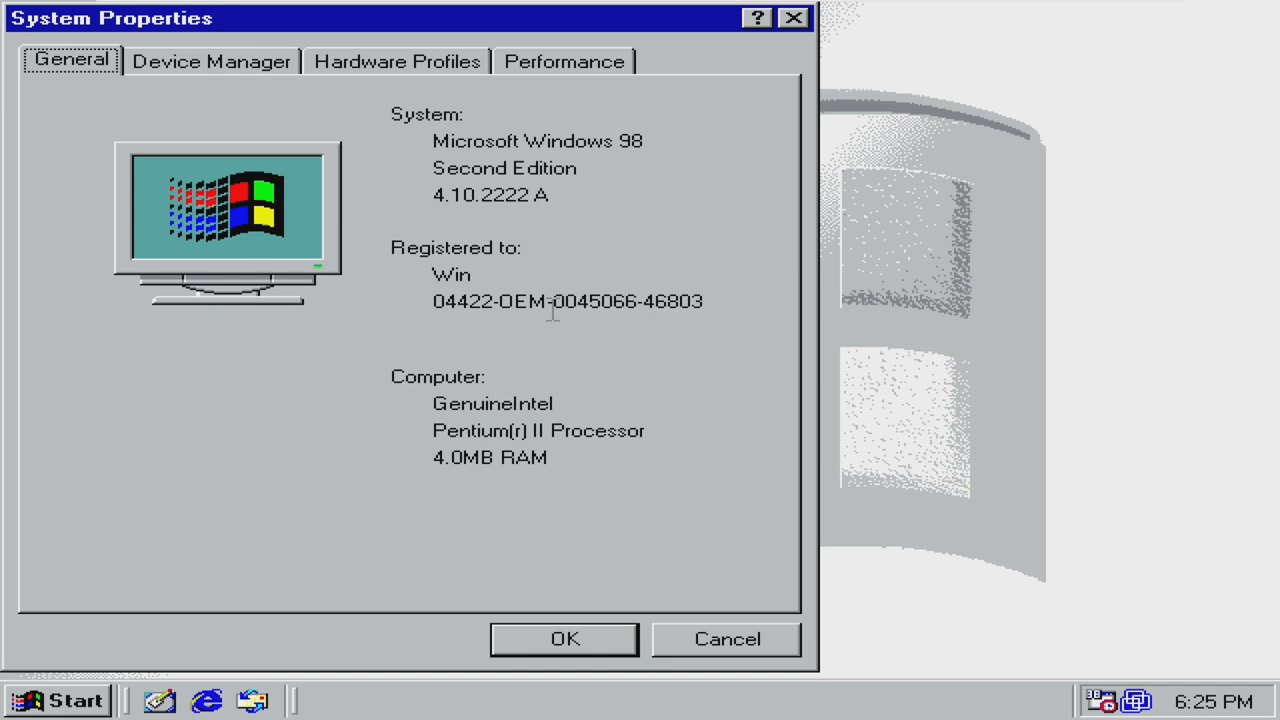 System Properties
General
Device Manager
Hardware Profiles
Performance
System:
Microsoft Windows 98
Second Edition
4.10.2222 A
Registered to:
Win
04422-OEM-0045066-46803
Computer:
GenuineIntel
Pentium(r) II Processor
4.0MB RAM
OK
Cancel
Start
6:25 PM